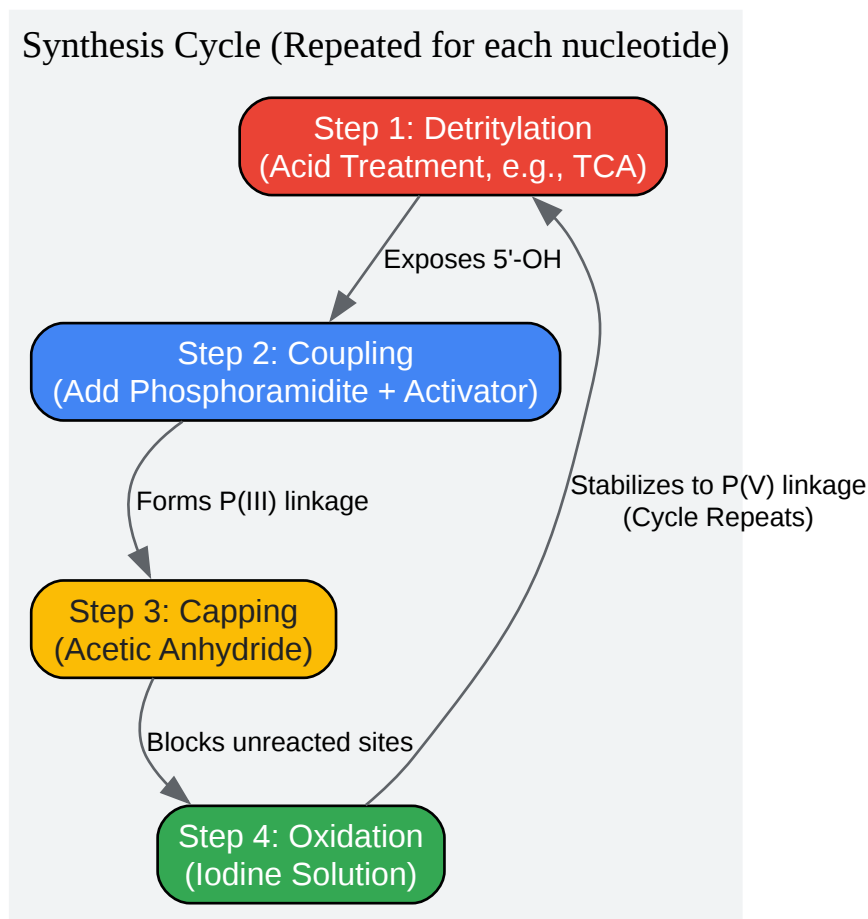 Synthesis Cycle (Repeated for each nucleotide)
Step 1: Detritylation
(Acid Treatment, e.g., TCA)
Exposes 5'-OH
Step 2: Coupling
(Add Phosphoramidite + Activator)
Forms P(III) linkage
Stabilizes to P(V) linkage
(Cycle Repeats)
Step 3: Capping
(Acetic Anhydride)
Blocks unreacted sites
Step 4: Oxidation
(Iodine Solution)